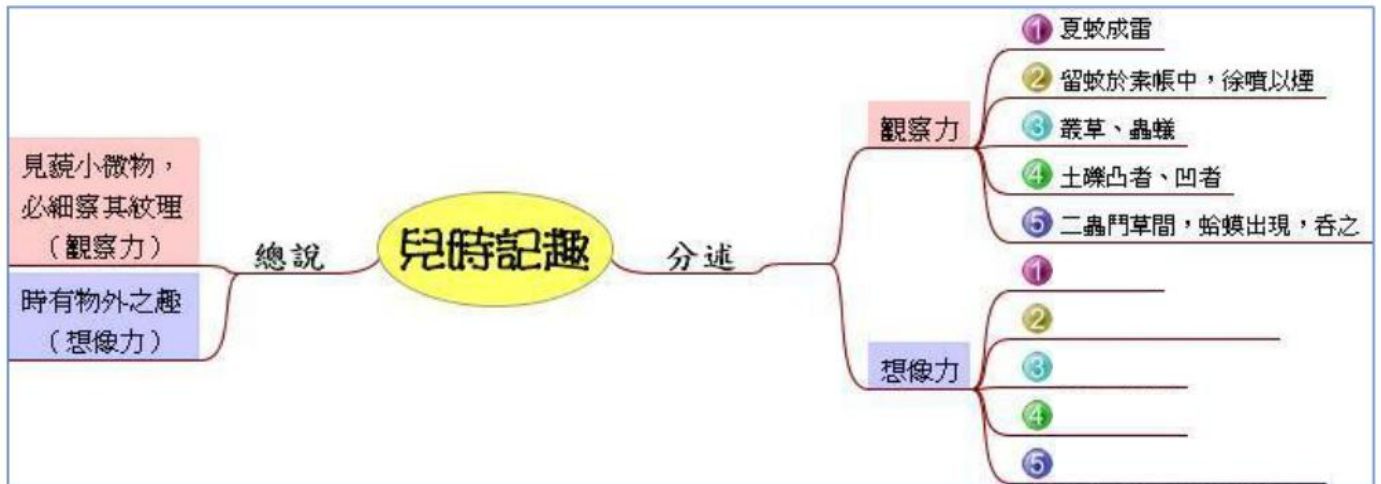 見藐小微物，
必細察其紋理
（觀察力）
時有物外之趣
（想像力）
總說
兒時記趣
分述
觀察力
1 夏蚊成雷
2 留蚊於素帳中，徐噴以煙
3 叢草、蟲蟻
4 土礫凸者、凹者
5 二蟲鬥草間，蛤蟆出現，吞之
想像力
1
2
3
4
5